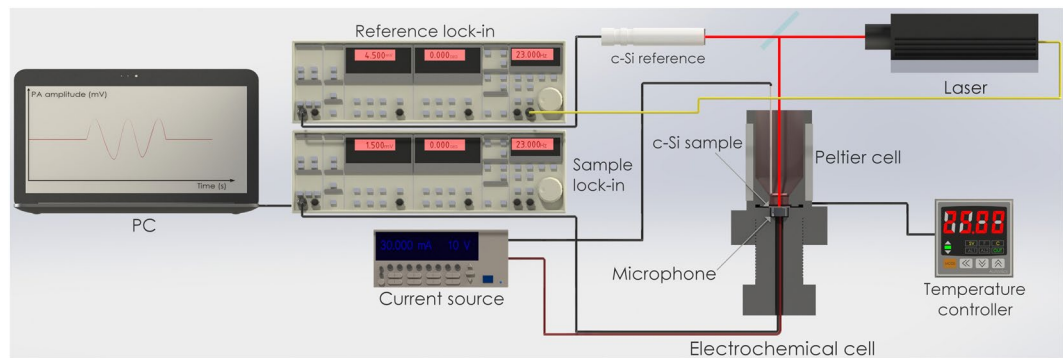 Reference lock-in
4.500
0.000
23.000Hz
c-Si reference
Laser
PA amplitude (mV)
Time (s)
PC
1.500
0.000
23.000Hz
Sample
lock-in
c-Si sample
Peltier cell
30.000 mA 10 V
Current source
Microphone
Temperature
controller
Electrochemical cell